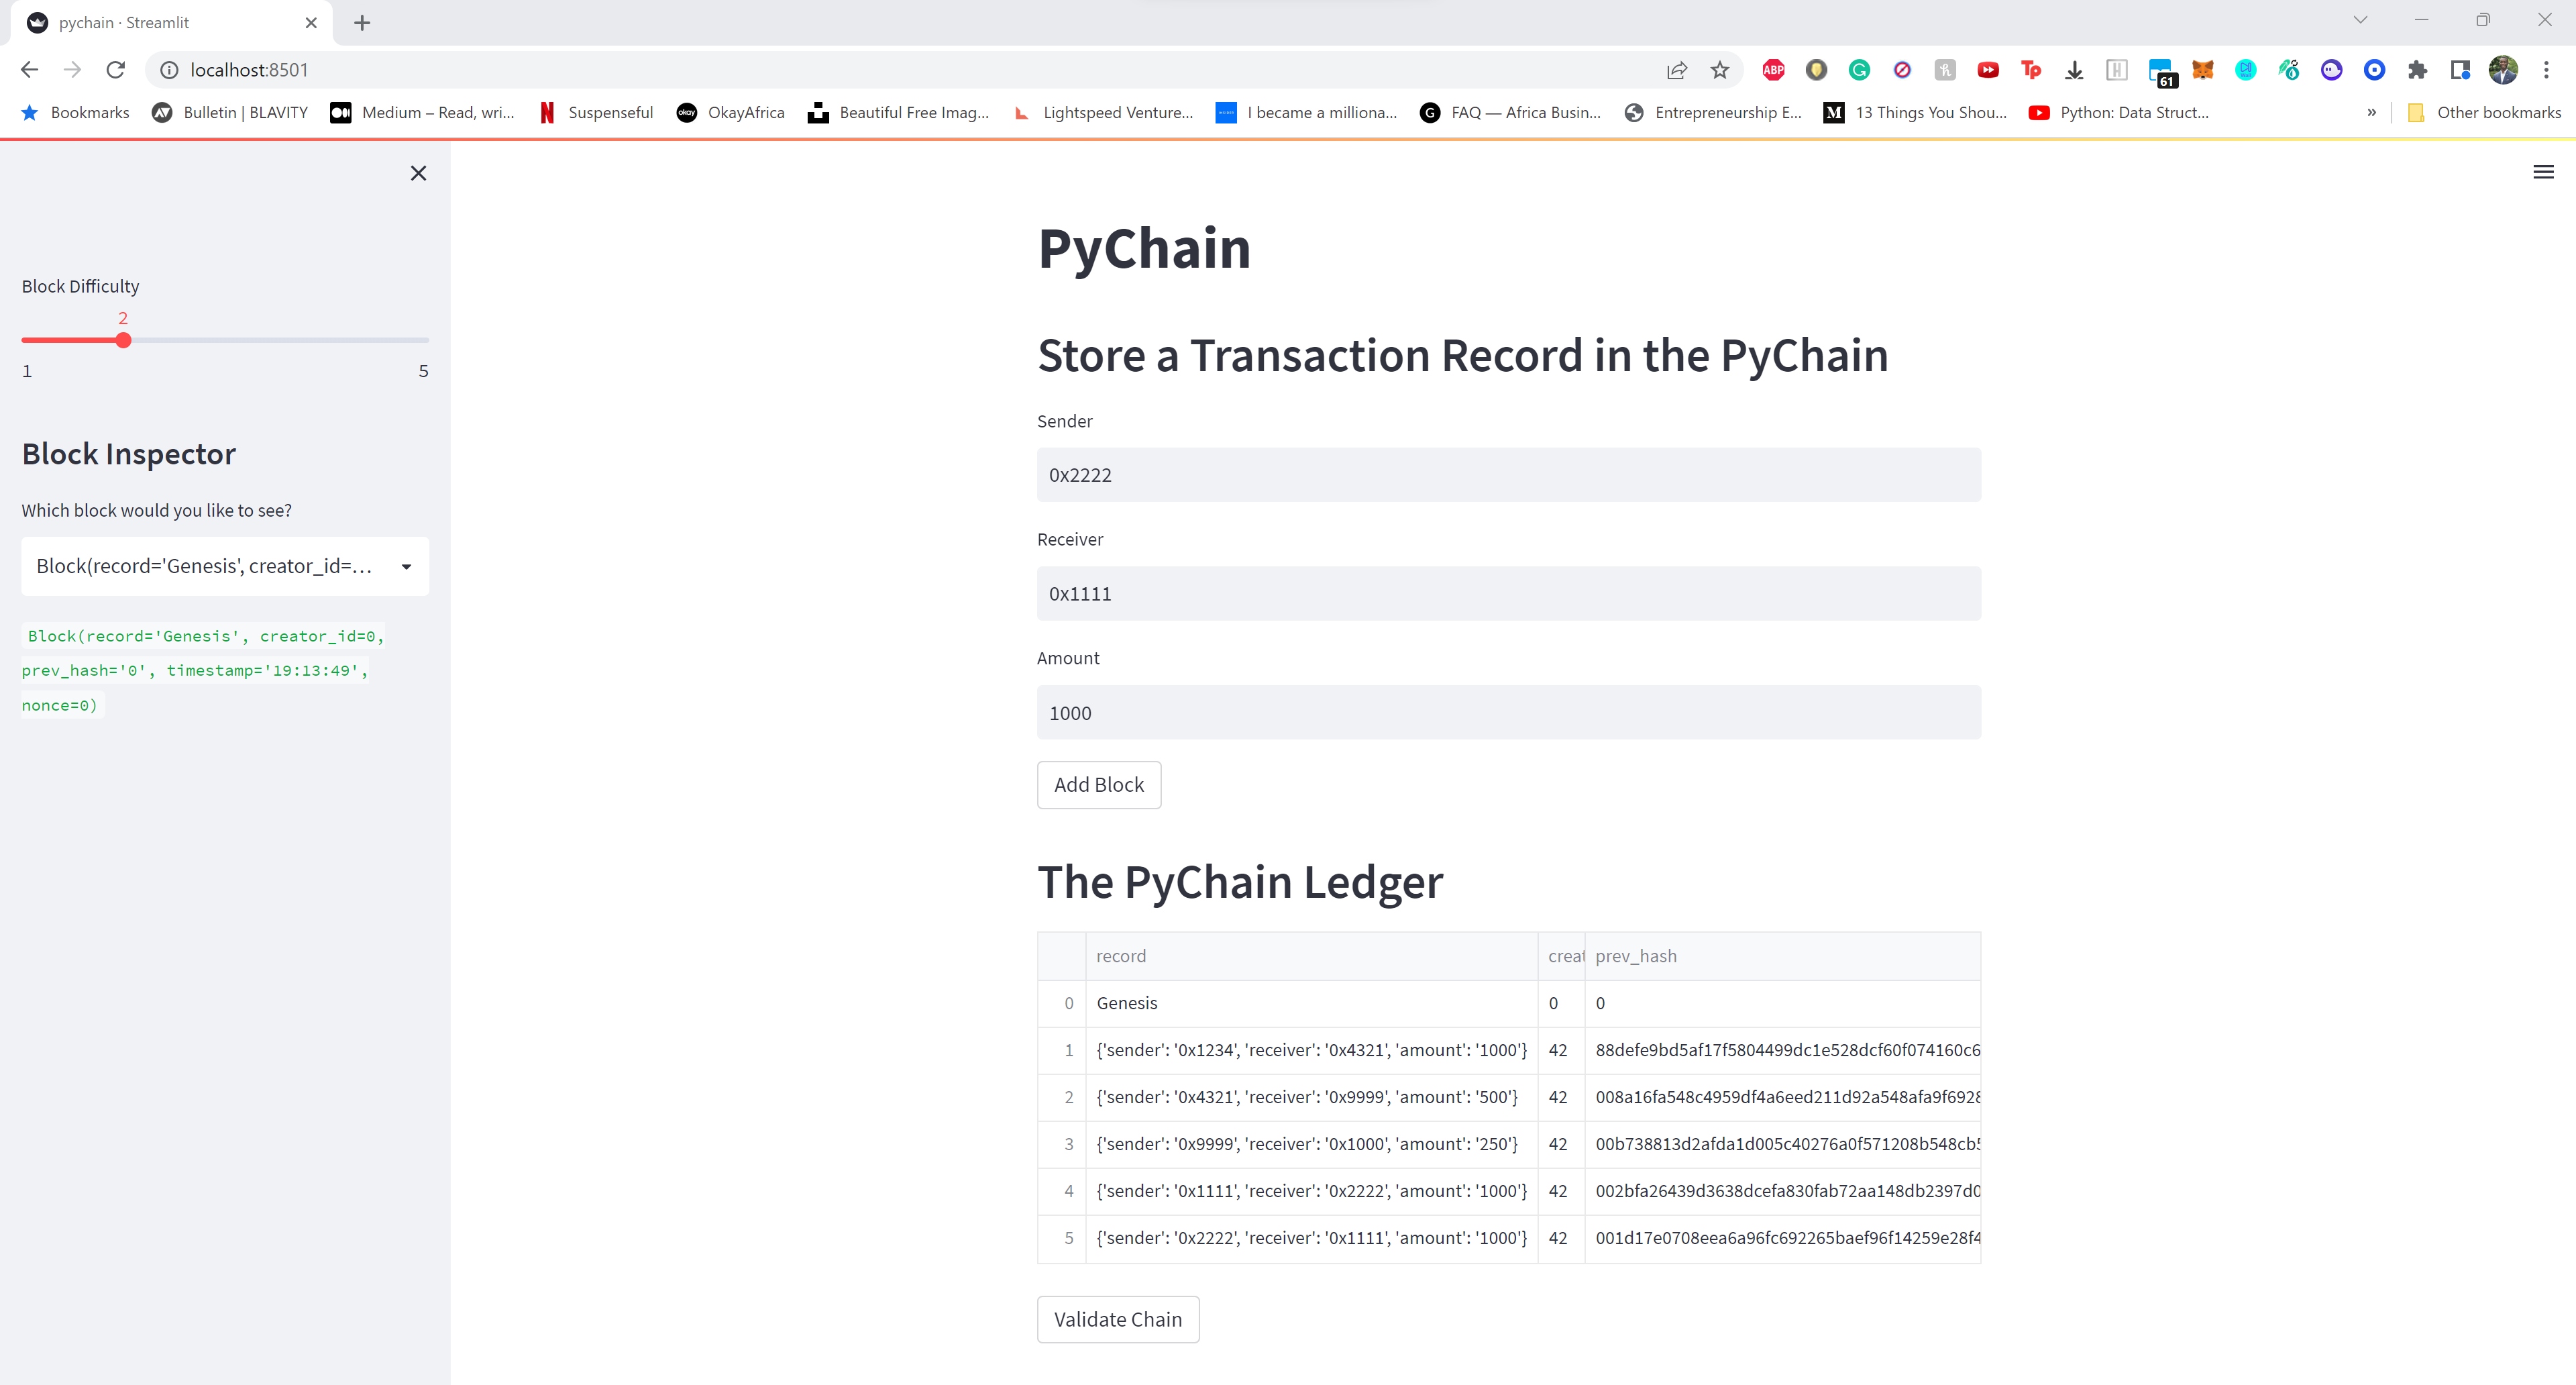 pychain · Streamlit
localhost:8501
ABP
61
Bookmarks
Bulletin | BLAVITY
Medium – Read, wri...
Suspenseful
OkayAfrica
Beautiful Free Imag...
Lightspeed Venture...
I became a milliona...
FAQ — Africa Busin...
Entrepreneurship E...
13 Things You Shou...
Python: Data Struct...
»
Other bookmarks
Block Difficulty
2
1
5
Block Inspector
Which block would you like to see?
Block(record='Genesis', creator_id=...
Block(record='Genesis', creator_id=0,
prev_hash='0', timestamp='19:13:49',
nonce=0)
PyChain
Store a Transaction Record in the PyChain
Sender
0x2222
Receiver
0x1111
Amount
1000
Add Block
The PyChain Ledger
record creat prev_hash
0 Genesis 0 0
1 {'sender': '0x1234', 'receiver': '0x4321', 'amount': '1000'} 42 88defe9bd5af17f5804499dc1e528dcf60f074160c6
2 {'sender': '0x4321', 'receiver': '0x9999', 'amount': '500'} 42 008a16fa548c4959df4a6eed211d92a548afa9f6928
3 {'sender': '0x9999', 'receiver': '0x1000', 'amount': '250'} 42 00b738813d2afda1d005c40276a0f571208b548cb5
4 {'sender': '0x1111', 'receiver': '0x2222', 'amount': '1000'} 42 002bfa26439d3638dcefa830fab72aa148db2397d0
5 {'sender': '0x2222', 'receiver': '0x1111', 'amount': '1000'} 42 001d17e0708eea6a96fc692265baef96f14259e28f4
Validate Chain